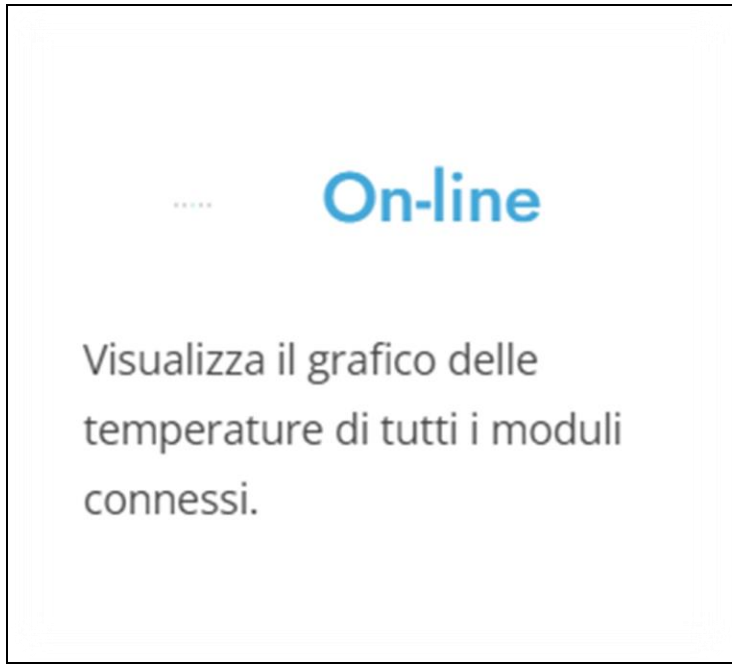 On-line
Visualizza il grafico delle
temperature di tutti i moduli
connessi.